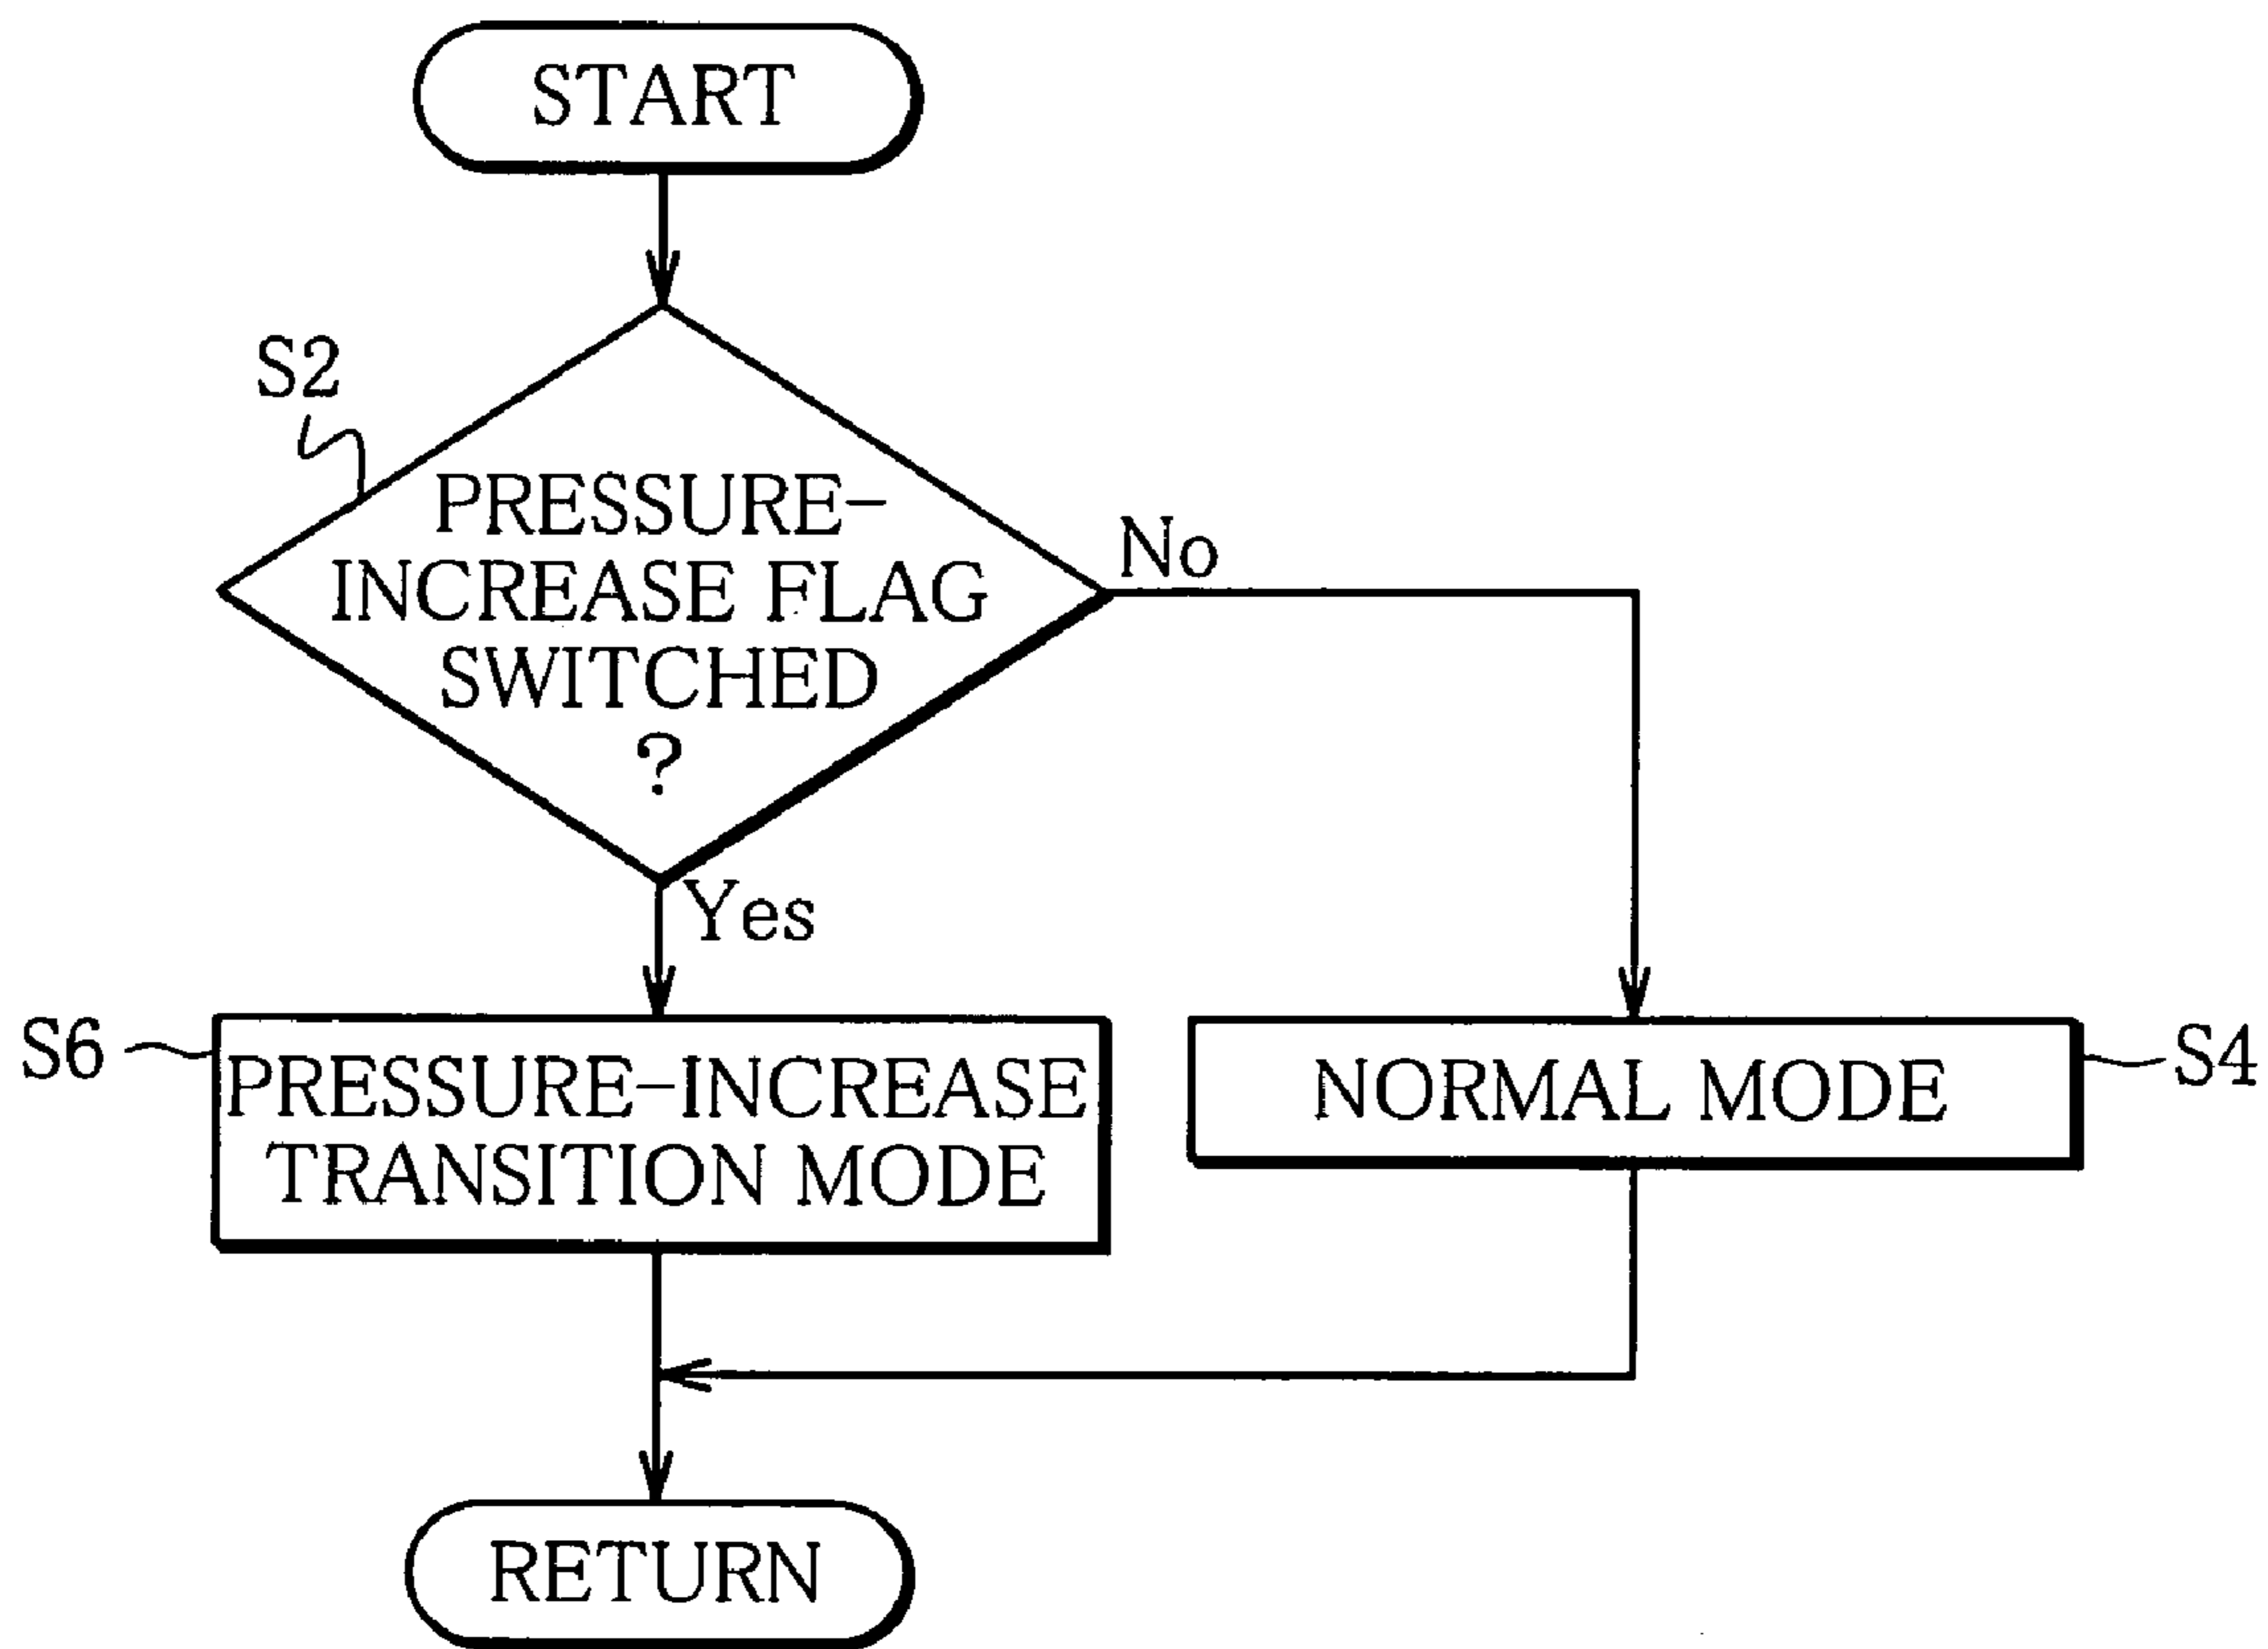 START
S2
PRESSURE-
INCREASE FLAG
SWITCHED
?
No
Yes
S6
PRESSURE-INCREASE
TRANSITION MODE
NORMAL MODE
S4
RETURN